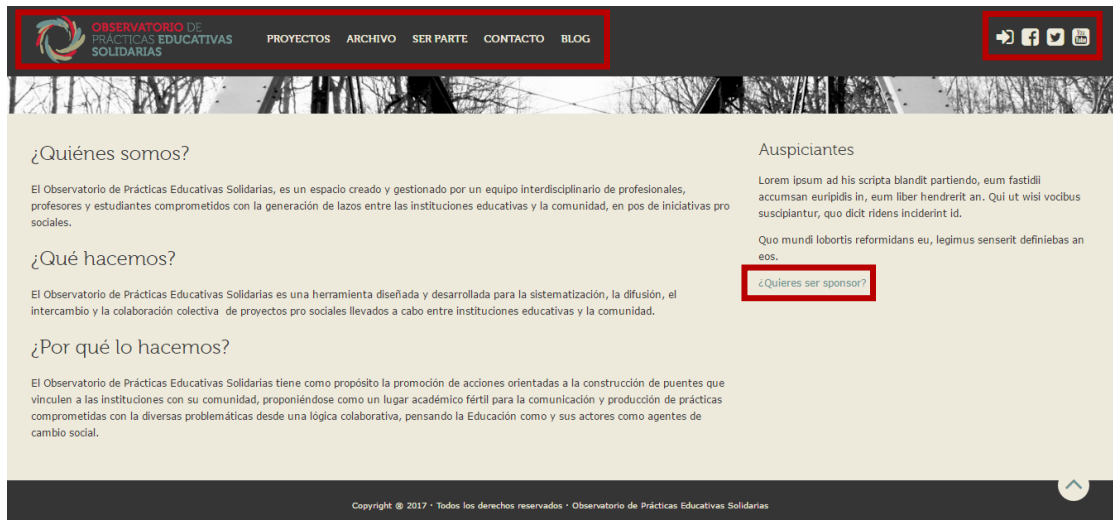 OBSERVATORIO DE
PRÁCTICAS EDUCATIVAS
SOLIDARIAS
PROYECTOS ARCHIVO SER PARTE CONTACTO BLOG
You
Tube
¿Quiénes somos?
El Observatorio de Prácticas Educativas Solidarias, es un espacio creado y gestionado por un equipo interdisciplinario de profesionales,
profesores y estudiantes comprometidos con la generación de lazos entre las instituciones educativas y la comunidad, en pos de iniciativas pro
sociales.
¿Qué hacemos?
El Observatorio de Prácticas Educativas Solidarias es una herramienta diseñada y desarrollada para la sistematización, la difusión, el
intercambio y la colaboración colectiva de proyectos pro sociales llevados a cabo entre instituciones educativas y la comunidad.
¿Por qué lo hacemos?
El Observatorio de Prácticas Educativas Solidarias tiene como propósito la promoción de acciones orientadas a la construcción de puentes que
vinculen a las instituciones con su comunidad, proponiéndose como un lugar académico fértil para la comunicación y producción de prácticas
comprometidas con la diversas problemáticas desde una lógica colaborativa, pensando la Educación como y sus actores como agentes de
cambio social.
Auspiciantes
Lorem ipsum ad his scripta blandit partiendo, eum fastidii
accumsan euripidis in, eum liber hendrerit an. Qui ut wisi vocibus
suscipiantur, quo dicit ridens inciderint id.
Quo mundi lobortis reformidans eu, legimus senserit definiebas an
eos.
¿Quieres ser sponsor?
Copyright @ 2017 · Todos los derechos reservados · Observatorio de Prácticas Educativas Solidarias